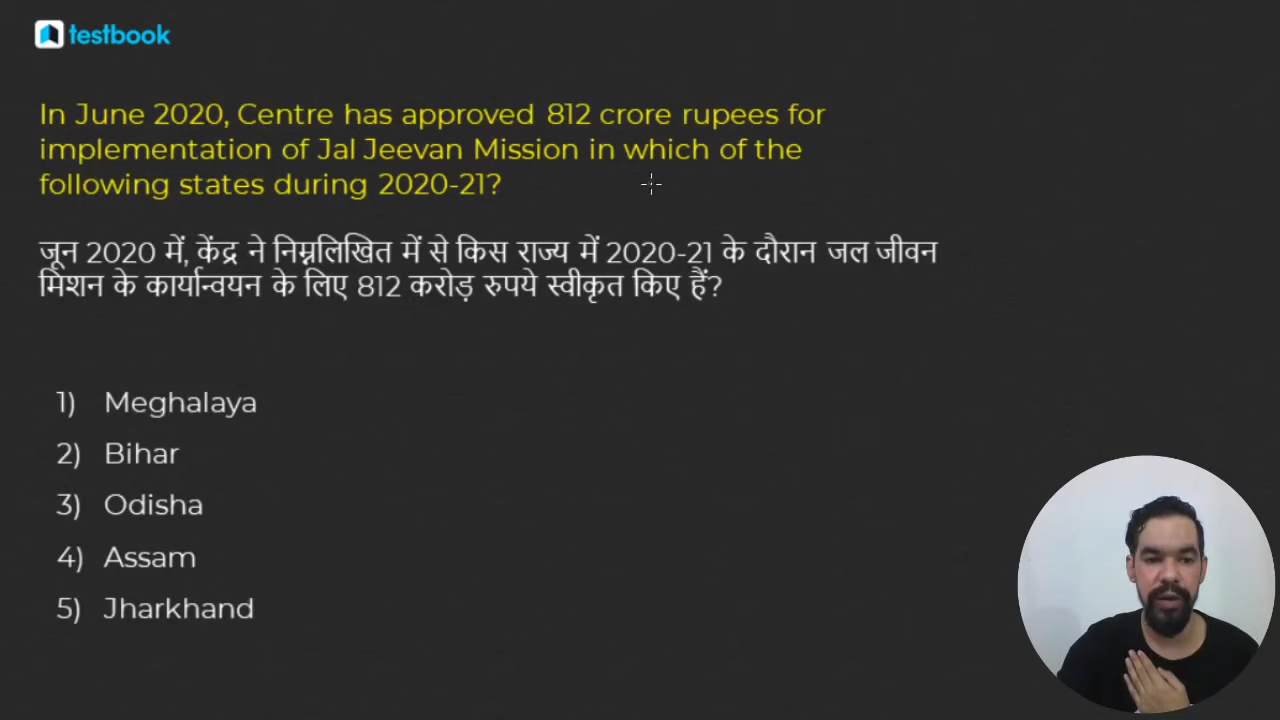 testbook
In June 2020, Centre has approved 812 crore rupees for
implementation of Jal Jeevan Mission in which of the
following states during 2020-21?
जून 2020 में, केंद्र ने निम्नलिखित में से किस राज्य में 2020-21 के दौरान जल जीवन
मिशन के कार्यान्वयन के लिए 812 करोड़ रुपये स्वीकृत किए हैं?
1) Meghalaya
2) Bihar
3) Odisha
4) Assam
5) Jharkhand